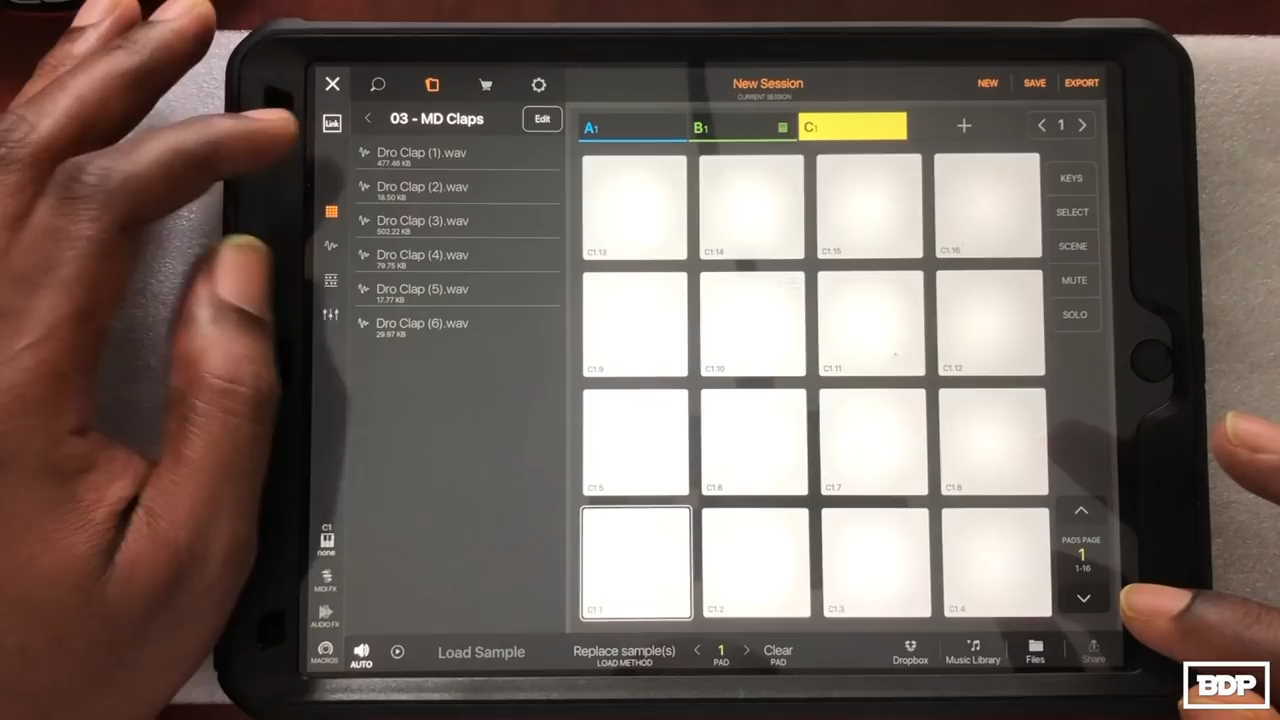 New Session
CURRENT SESSION
NEW
SAVE
EXPORT
Link
03 - MD Claps
Edit
A1
B1
C1
+
1
Dro Clap (1).wav
477.46 KB
Dro Clap (2).wav
18.50 KB
Dro Clap (3).wav
502.22 KB
Dro Clap (4).wav
79.75 KB
Dro Clap (5).wav
17.77 KB
Dro Clap (6).wav
29.97 KB
C1.13
C1.14
C1.15
C1.16
C1.9
C1.10
C1.11
C1.12
C1.5
C1.6
C1.7
C1.8
C1.1
C1.2
C1.3
C1.4
KEYS
SELECT
SCENE
MUTE
SOLO
PADS PAGE
1
1-16
C1
none
MIDI FX
AUDIO FX
MACROS
AUTO
Load Sample
Replace sample(s)
LOAD METHOD
1
PAD
Clear
PAD
Dropbox
Music Library
Files
Share
BDP